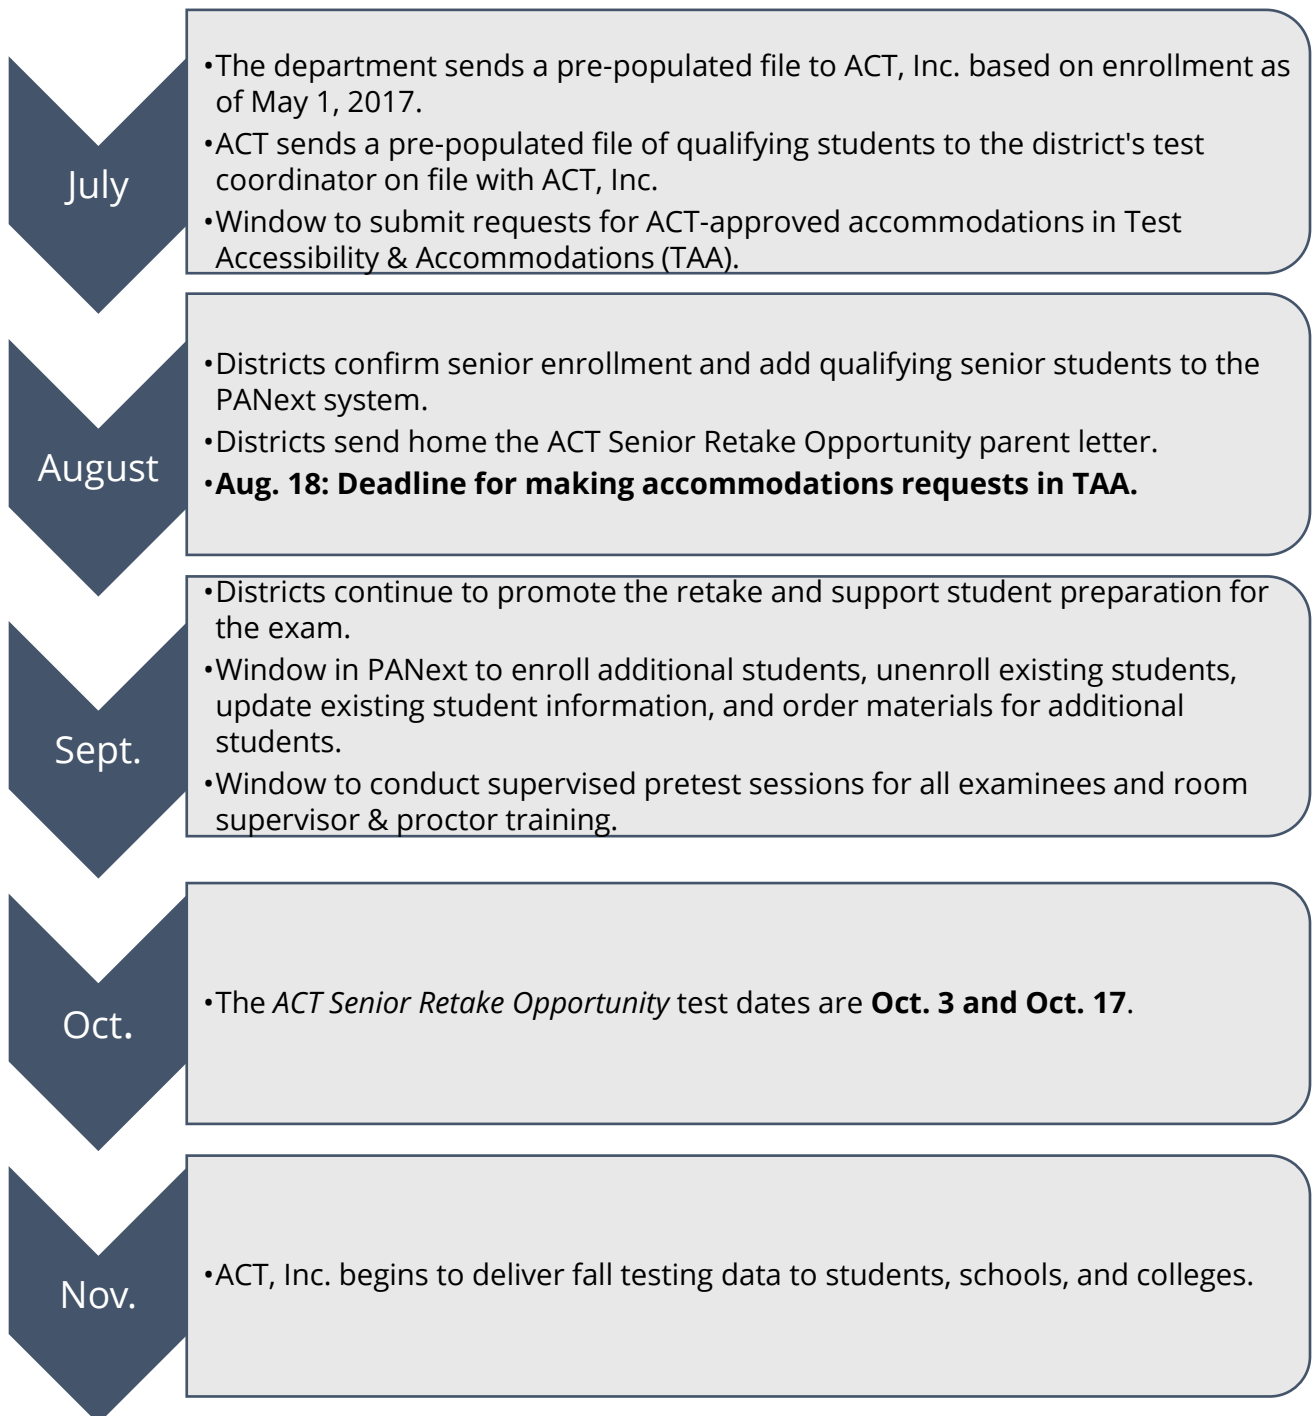 July
•The department sends a pre-populated file to ACT, Inc. based on enrollment as
of May 1, 2017.
•ACT sends a pre-populated file of qualifying students to the district's test
coordinator on file with ACT, Inc.
•Window to submit requests for ACT-approved accommodations in Test
Accessibility & Accommodations (TAA).
August
•Districts confirm senior enrollment and add qualifying senior students to the
PANext system.
•Districts send home the ACT Senior Retake Opportunity parent letter.
•Aug. 18: Deadline for making accommodations requests in TAA.
Sept.
•Districts continue to promote the retake and support student preparation for
the exam.
•Window in PANext to enroll additional students, unenroll existing students,
update existing student information, and order materials for additional
students.
•Window to conduct supervised pretest sessions for all examinees and room
supervisor & proctor training.
Oct.
•The ACT Senior Retake Opportunity test dates are Oct. 3 and Oct. 17.
Nov.
•ACT, Inc. begins to deliver fall testing data to students, schools, and colleges.